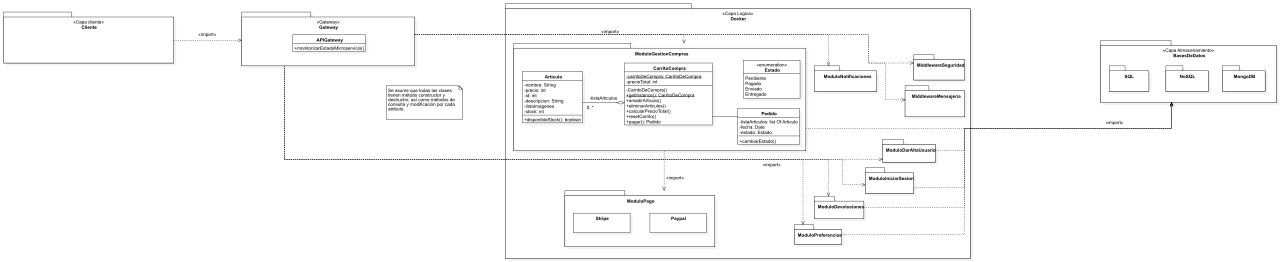 «Capa cliente»
Cliente
«import»
«Gateway»
Gateway
APIGateway
+monitorizarEstadoMicroservicio()
Se asume que todas las clases
tienen método constructor y
destructor, así como métodos de
consulta y modificación por cada
atributo.
«Capa Logica»
Docker
«import»
ModuloGestionCompras
Articulo
-nombre: String
-precio: int
-id: int
-descripcion: String
-listaImagenes
-stock: int
+disponibleStock(): boolean
-listaArticulos
0..*
CarritoCompra
-carritoDeCompra: CarritoDeCompra
-precioTotal: int
-CarritoDeCompra()
+getInstance(): CarritoDeCompra
+anadirArticulo()
+eliminarArticulo()
+calcularPrecioTotal()
+resetCarrito()
+pagar(): Pedido
«enumeration»
Estado
Pendiente
Pagado
Enviado
Entregado
Pedido
-listaArticulos: list Of Articulo
-fecha: Date
-estado: Estado
+cambiarEstado()
ModuloNotificaciones
MiddlewareSeguridad
MiddlewareMensajeria
«import»
«import»
ModuloPago
Stripe
Paypal
ModuloDarAltaUsuario
ModuloIniciarSesion
ModuloDevoluciones
ModuloPreferencias
«Capa Almacenamiento»
BasesDeDatos
SQL
NoSQL
MongoDB
«import»